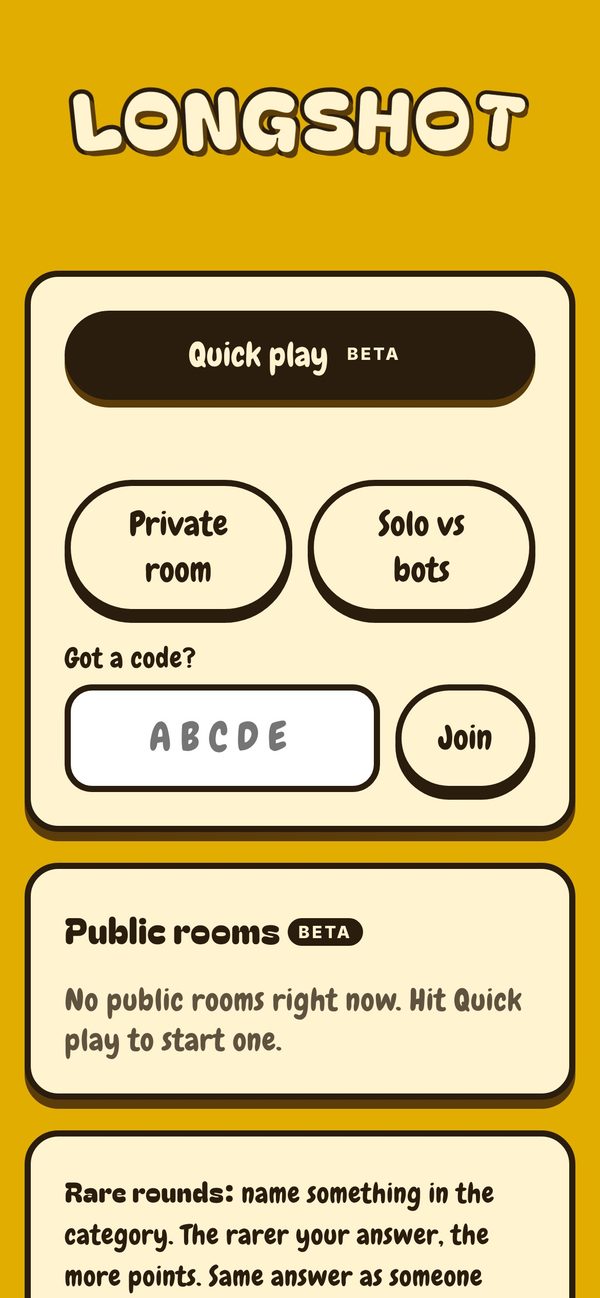 LONGSHOT
Quick play BETA
Private
room
Solo vs
bots
Got a code?
ABCDE
Join
Public rooms BETA
No public rooms right now. Hit Quick
play to start one.
Rare rounds: name something in the
category. The rarer your answer, the
more points. Same answer as someone